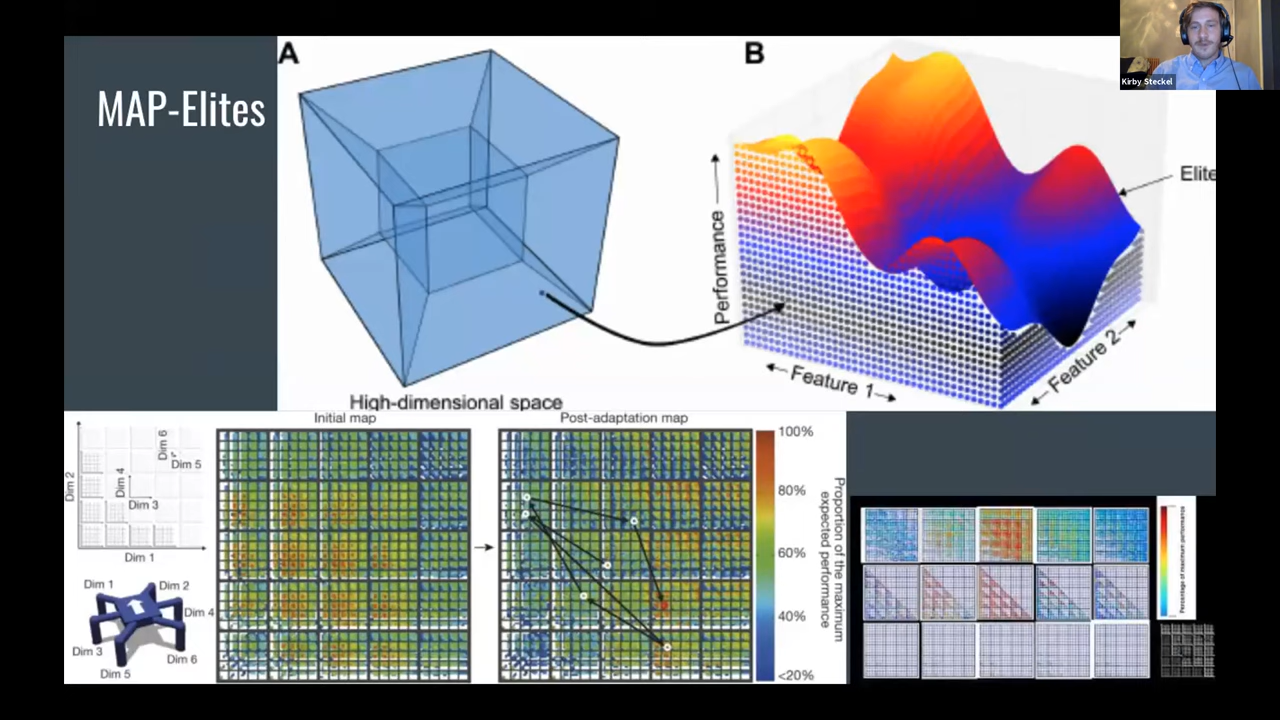 Kirby Steckel
MAP-Elites
A
B
Performance
Elite
Feature 1
Feature 2
High-dimensional space
Initial map
Post-adaptation map
Dim 2
Dim 6
Dim 5
Dim 4
Dim 3
Dim 1
100%
80%
60%
40%
<20%
Proportion of the maximum
expected performance
Dim 1
Dim 2
Dim 4
Dim 3
Dim 6
Dim 5
Percentage of maximum performance